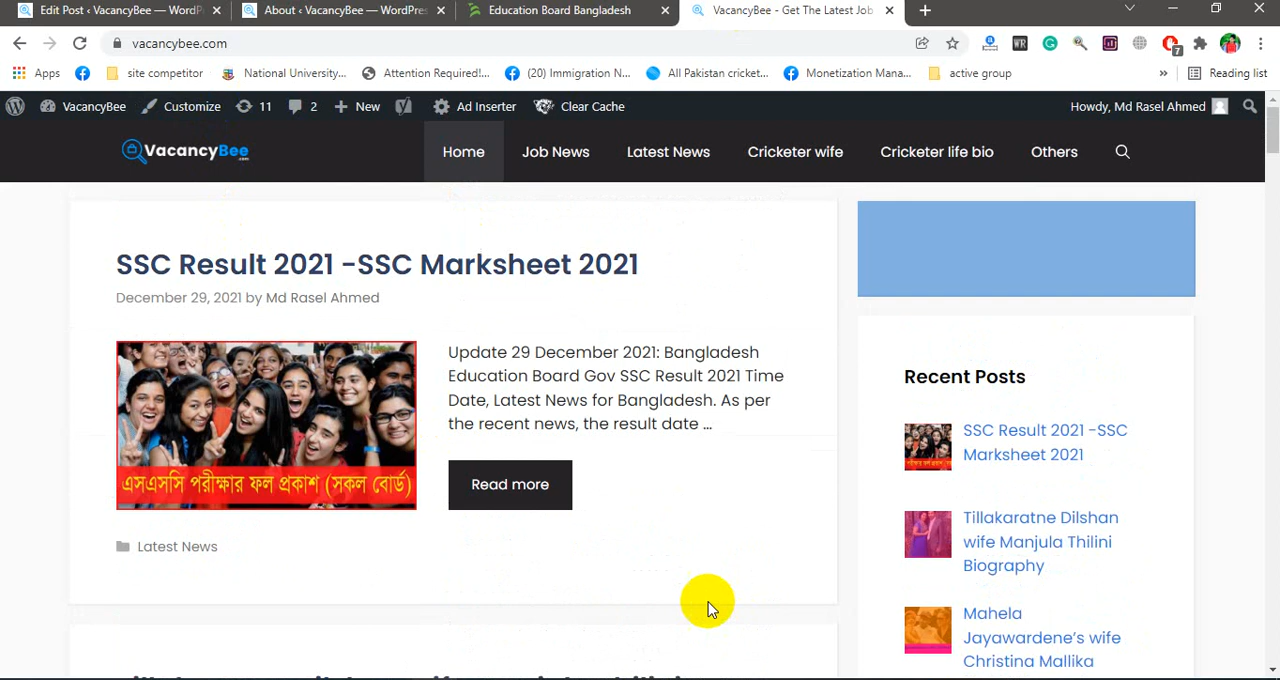 Edit Post ‹ VacancyBee — WordP
About ‹ VacancyBee — WordPres
Education Board Bangladesh
VacancyBee - Get The Latest Job
vacancybee.com
7
Apps
site competitor
National University...
Attention Required!...
(20) Immigration N...
All Pakistan cricket...
Monetization Mana...
active group
»
Reading list
VacancyBee
Customize
11
2
New
Ad Inserter
Clear Cache
Howdy, Md Rasel Ahmed
VacancyBee
.com
Home
Job News
Latest News
Cricketer wife
Cricketer life bio
Others
SSC Result 2021 -SSC Marksheet 2021
December 29, 2021 by Md Rasel Ahmed
এসএসসি পরীক্ষার ফল প্রকাশ (সকল বোর্ড)
Update 29 December 2021: Bangladesh
Education Board Gov SSC Result 2021 Time
Date, Latest News for Bangladesh. As per
the recent news, the result date ...
Read more
Latest News
Recent Posts
SSC Result 2021 -SSC
Marksheet 2021
Tillakaratne Dilshan
wife Manjula Thilini
Biography
Mahela
Jayawardene's wife
Christina Mallika